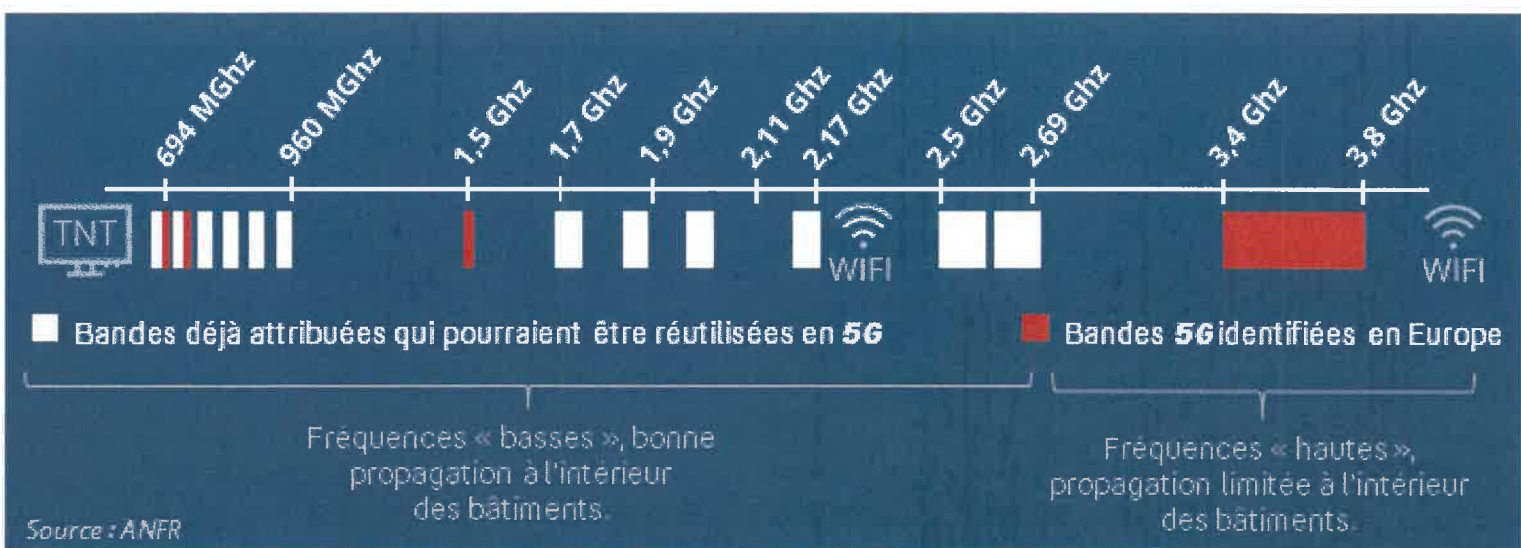 694 MGhz
960 MGhz
1,5 Ghz
1,7 Ghz
1,9 Ghz
2,11 Ghz
2,17 Ghz
2,5 Ghz
2,69 Ghz
3,4 Ghz
3,8 Ghz
TNT
WIFI
WIFI
Bandes déjà attribuées qui pourraient être réutilisées en 5G
Bandes 5G identifiées en Europe
Fréquences « basses », bonne
propagation à l'intérieur
des bâtiments.
Fréquences « hautes »,
propagation limitée à l'intérieur
des bâtiments.
Source : ANFR